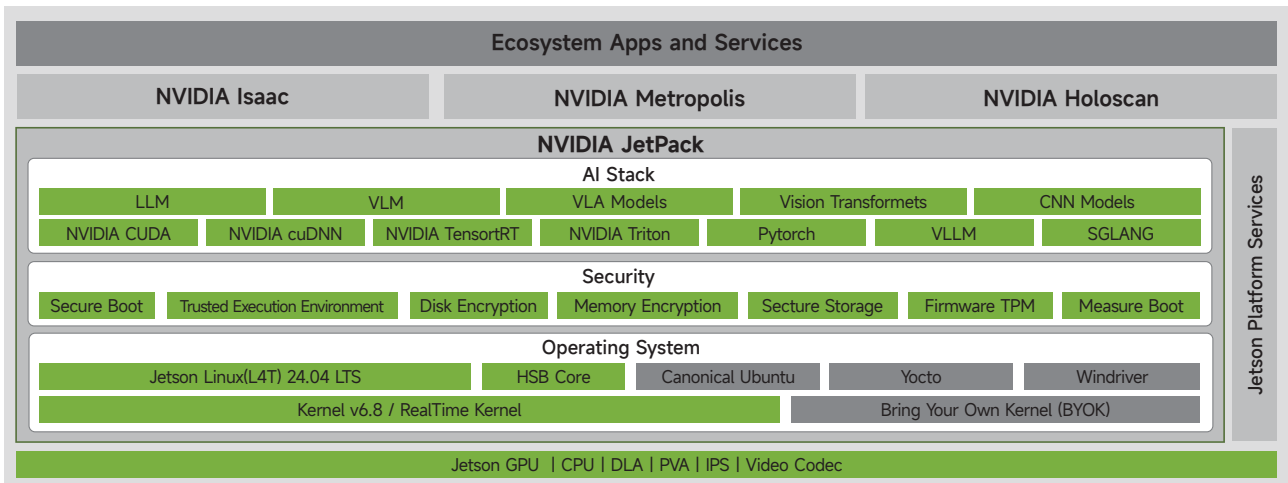 Ecosystem Apps and Services
NVIDIA Isaac
NVIDIA Metropolis
NVIDIA Holoscan
NVIDIA JetPack
AI Stack
LLM
VLM
VLA Models
Vision Transformets
CNN Models
NVIDIA CUDA
NVIDIA cuDNN
NVIDIA TensortRT
NVIDIA Triton
Pytorch
VLLM
SGLANG
Security
Secure Boot
Trusted Execution Environment
Disk Encryption
Memory Encryption
Secture Storage
Firmware TPM
Measure Boot
Operating System
Jetson Linux(L4T) 24.04 LTS
HSB Core
Canonical Ubuntu
Yocto
Windriver
Kernel v6.8 / RealTime Kernel
Bring Your Own Kernel (BYOK)
Jetson Platform Services
Jetson GPU | CPU | DLA | PVA | IPS | Video Codec